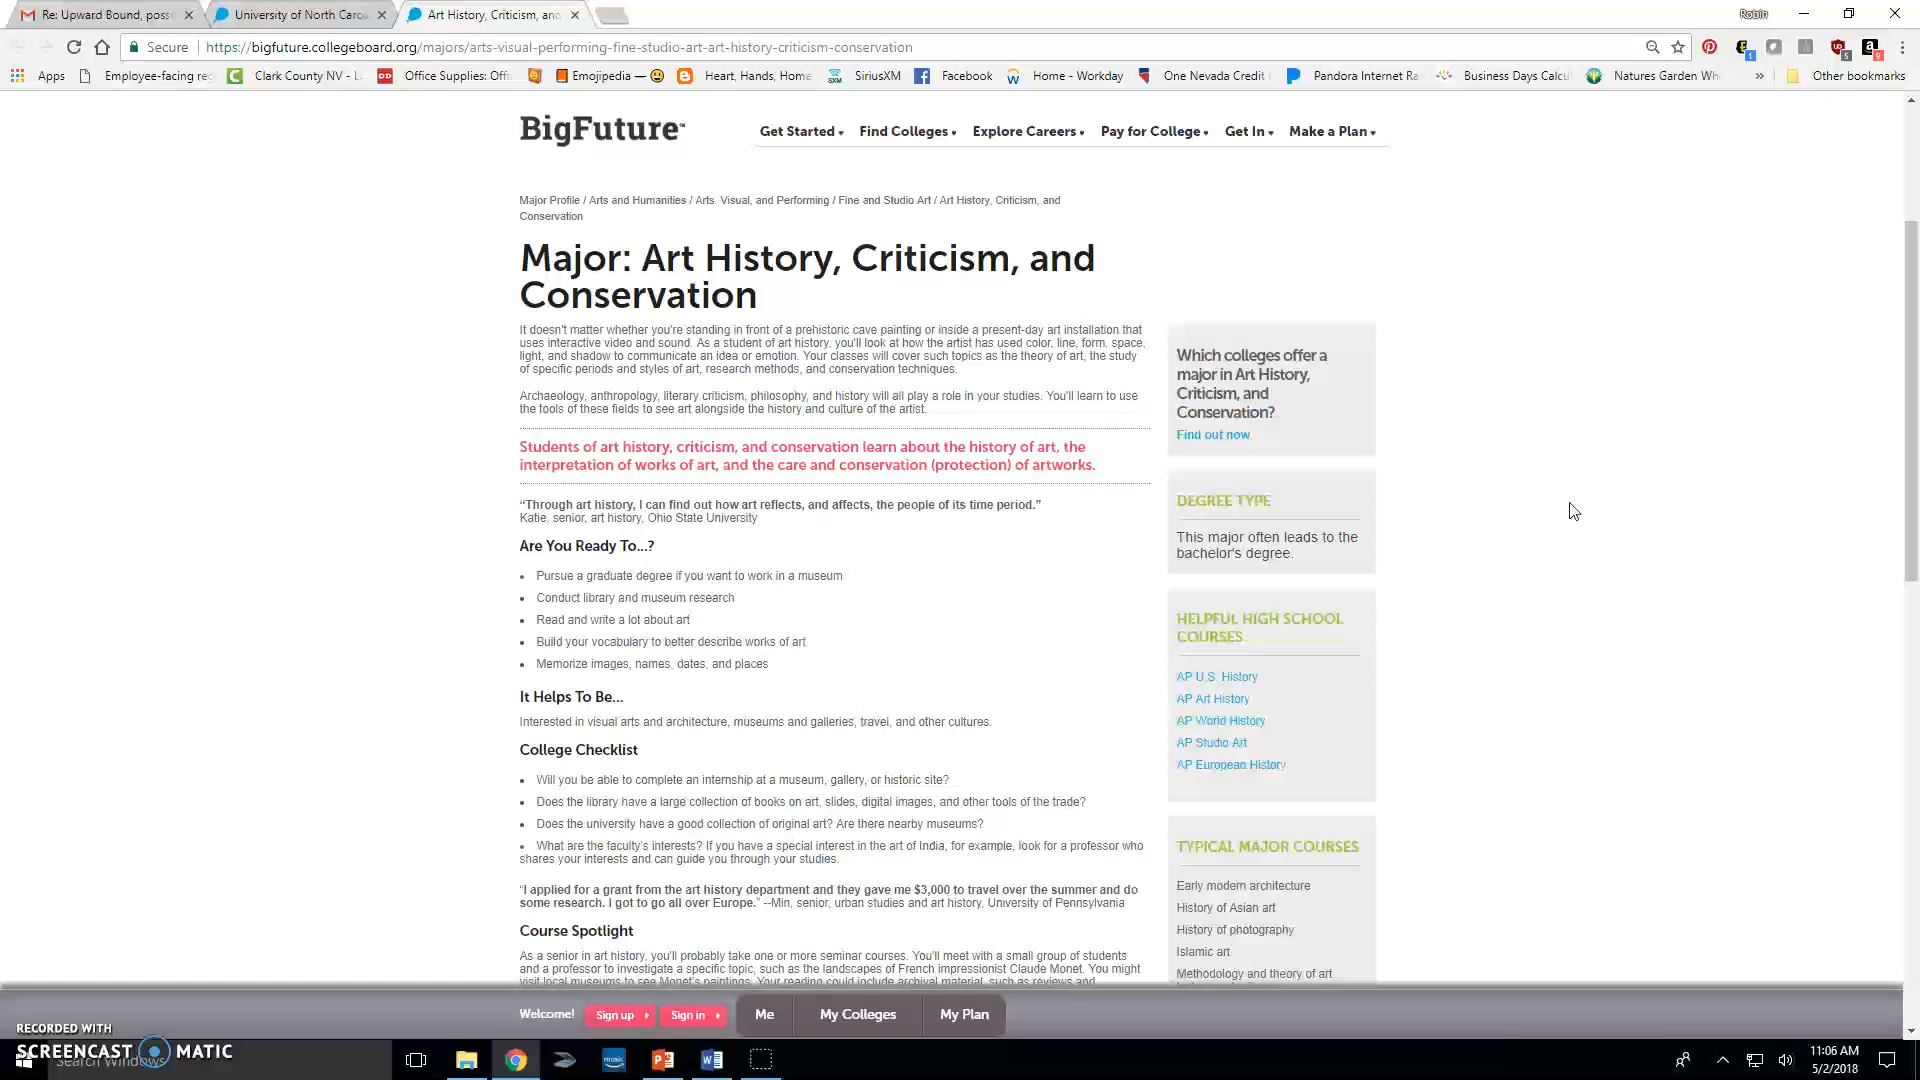 Re: Upward Bound, poss
University of North Caro
Art History, Criticism, and
Robin
Secure
https://bigfuture.collegeboard.org/majors/arts-visual-performing-fine-studio-art-art-history-criticism-conservation
Apps
Employee-facing reg
Clark County NV - L
Office Supplies: Offi
Emojipedia —
Heart, Hands, Home
SiriusXM
Facebook
Home - Workday
One Nevada Credit
Pandora Internet Ra
Business Days Calcu
Natures Garden Wh
»
Other bookmarks
BigFuture™
Get Started
Find Colleges
Explore Careers
Pay for College
Get In
Make a Plan
Major Profile / Arts and Humanities / Arts, Visual, and Performing / Fine and Studio Art / Art History, Criticism, and
Conservation
Major: Art History, Criticism, and
Conservation
It doesn't matter whether you're standing in front of a prehistoric cave painting or inside a present-day art installation that
uses interactive video and sound. As a student of art history, you'll look at how the artist has used color, line, form, space,
light, and shadow to communicate an idea or emotion. Your classes will cover such topics as the theory of art, the study
of specific periods and styles of art, research methods, and conservation techniques.
Archaeology, anthropology, literary criticism, philosophy, and history will all play a role in your studies. You'll learn to use
the tools of these fields to see art alongside the history and culture of the artist.
Students of art history, criticism, and conservation learn about the history of art, the
interpretation of works of art, and the care and conservation (protection) of artworks.
“Through art history, I can find out how art reflects, and affects, the people of its time period.”
Katie, senior, art history, Ohio State University
Are You Ready To...?
• Pursue a graduate degree if you want to work in a museum
• Conduct library and museum research
• Read and write a lot about art
• Build your vocabulary to better describe works of art
• Memorize images, names, dates, and places
It Helps To Be...
Interested in visual arts and architecture, museums and galleries, travel, and other cultures.
College Checklist
• Will you be able to complete an internship at a museum, gallery, or historic site?
• Does the library have a large collection of books on art, slides, digital images, and other tools of the trade?
• Does the university have a good collection of original art? Are there nearby museums?
• What are the faculty's interests? If you have a special interest in the art of India, for example, look for a professor who
shares your interests and can guide you through your studies.
“I applied for a grant from the art history department and they gave me $3,000 to travel over the summer and do
some research. I got to go all over Europe.” --Min, senior, urban studies and art history, University of Pennsylvania
Course Spotlight
As a senior in art history, you'll probably take one or more seminar courses. You'll meet with a small group of students
and a professor to investigate a specific topic, such as the landscapes of French impressionist Claude Monet. You might
visit local museums to see Monet's paintings. Your reading could include archival material, such as reviews and
Which colleges offer a
major in Art History,
Criticism, and
Conservation?
Find out now
DEGREE TYPE
This major often leads to the
bachelor's degree.
HELPFUL HIGH SCHOOL
COURSES
AP U.S. History
AP Art History
AP World History
AP Studio Art
AP European History
TYPICAL MAJOR COURSES
Early modern architecture
History of Asian art
History of photography
Islamic art
Methodology and theory of art
Welcome!
Sign up
Sign in
Me
My Colleges
My Plan
RECORDED WITH
SCREENCAST MATIC
Search Windows
11:06 AM
5/2/2018